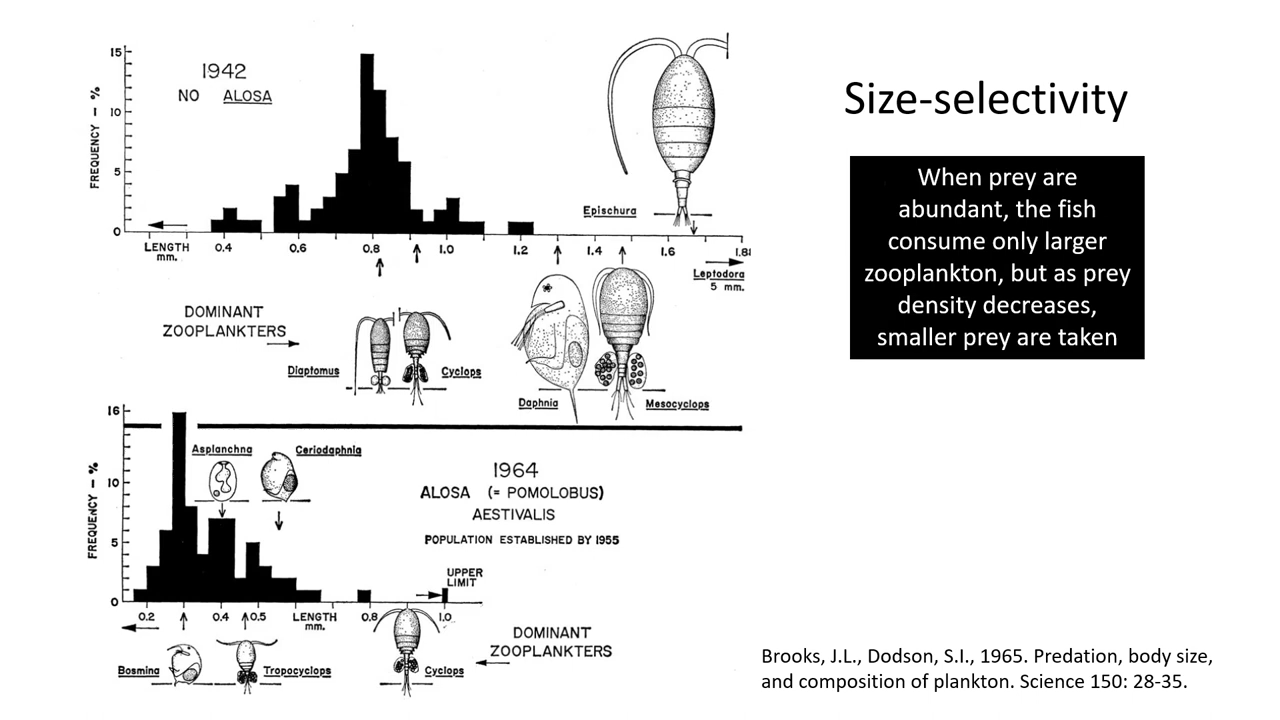 Size-selectivity
When prey are
abundant, the fish
consume only larger
zooplankton, but as prey
density decreases,
smaller prey are taken
15
1942
NO ALOSA
10
FREQUENCY - %
5
0
Epischura
LENGTH
mm.
0.4 0.6 0.8 1.0 1.2 1.4 1.6 1.8
Leptodora
5 mm.
DOMINANT
ZOOPLANKTERS
Diaptomus Cyclops
Daphnia Mesocyclops
16
Asplanchna Ceriodaphnia
1964
ALOSA (= POMOLOBUS)
AESTIVALIS
POPULATION ESTABLISHED BY 1955
10
FREQUENCY - %
5
0
UPPER
LIMIT
0.2 0.4 0.5 LENGTH 0.8 1.0
mm.
DOMINANT
ZOOPLANKTERS
Bosmina Tropocyclops Cyclops
Brooks, J.L., Dodson, S.I., 1965. Predation, body size,
and composition of plankton. Science 150: 28-35.